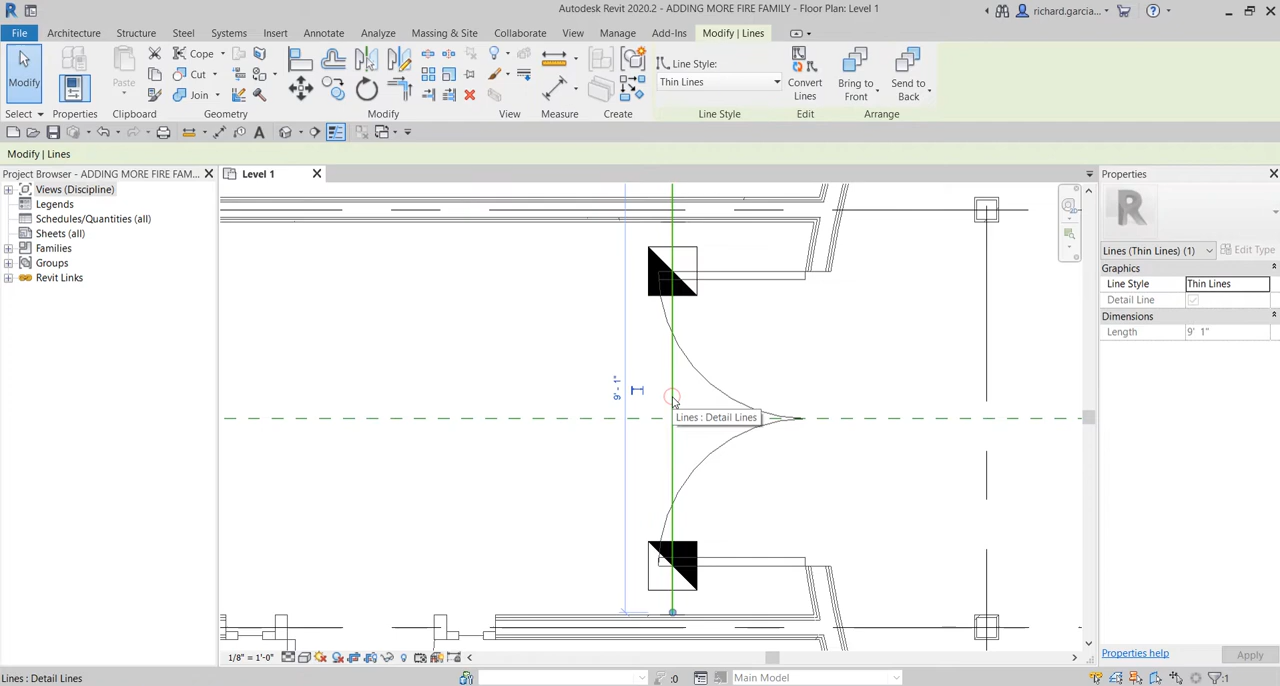 Autodesk Revit 2020.2 - ADDING MORE FIRE FAMILY - Floor Plan: Level 1
richard.garcia...
File Architecture Structure Steel Systems Insert Annotate Analyze Massing & Site Collaborate View Manage Add-Ins Modify | Lines
Modify
Paste
Cope
Cut
Join
Line Style:
Thin Lines
Convert Lines
Bring to Front
Send to Back
Select Properties Clipboard Geometry Modify View Measure Create Line Style Edit Arrange
Modify | Lines
Project Browser - ADDING MORE FIRE FAM...
Level 1
Properties
Views (Discipline)
Legends
Schedules/Quantities (all)
Sheets (all)
Families
Groups
Revit Links
Lines (Thin Lines) (1)
Edit Type
Graphics
Line Style Thin Lines
Detail Line
Dimensions
Length 9' 1"
9' - 1"
Lines : Detail Lines
Properties help
Apply
1/8" = 1'-0"
Lines : Detail Lines
:0
Main Model
:1